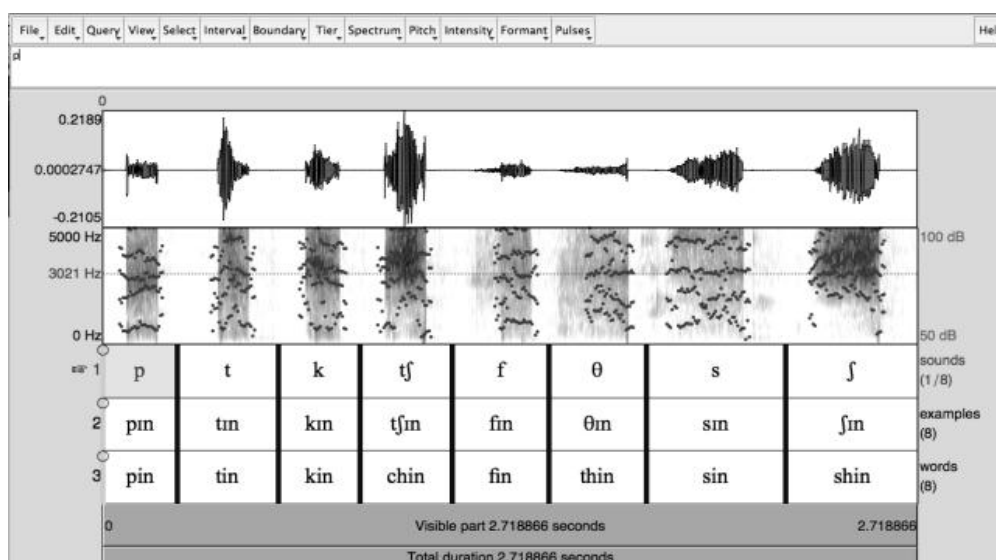 File Edit Query View Select Interval Boundary Tier Spectrum Pitch Intensity Formant Pulses Hel
p
0
0.2189
0.0002747
-0.2105
5000 Hz 100 dB
3021 Hz
0 Hz 50 dB
1 p t k tʃ f θ s ʃ sounds (1/8)
2 pɪn tɪn kɪn tʃɪn fɪn θɪn sɪn ʃɪn examples (8)
3 pin tin kin chin fin thin sin shin words (8)
0 Visible part 2.718866 seconds 2.718866
Total duration 2.718866 seconds